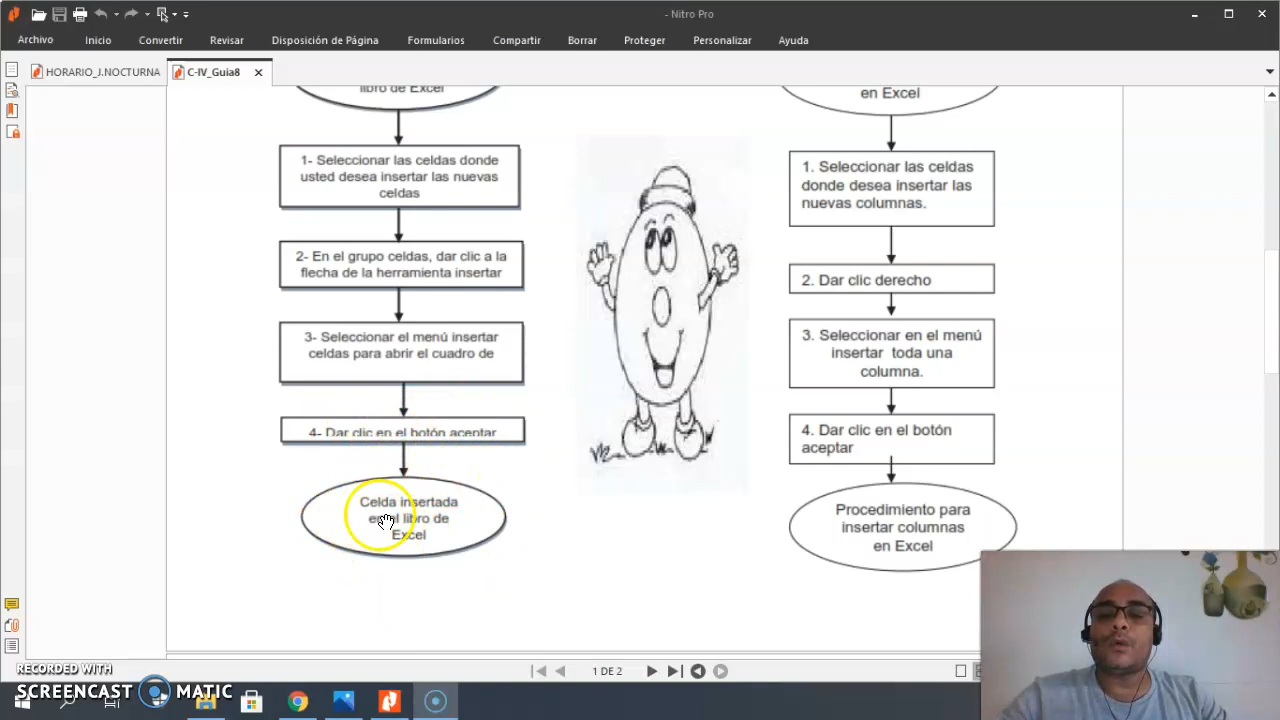 - Nitro Pro
Archivo Inicio Convertir Revisar Disposición de Página Formularios Compartir Borrar Proteger Personalizar Ayuda
HORARIO_J.NOCTURNA C-IV_Guia8
libro de Excel
1- Seleccionar las celdas donde
usted desea insertar las nuevas
celdas
2- En el grupo celdas, dar clic a la
flecha de la herramienta insertar
3- Seleccionar el menú insertar
celdas para abrir el cuadro de
4- Dar clic en el botón aceptar
Celda insertada
en el libro de
Excel
en Excel
1. Seleccionar las celdas
donde desea insertar las
nuevas columnas.
2. Dar clic derecho
3. Seleccionar en el menú
insertar toda una
columna.
4. Dar clic en el botón
aceptar
Procedimiento para
insertar columnas
en Excel
1 DE 2
RECORDED WITH
SCREENCAST MATIC